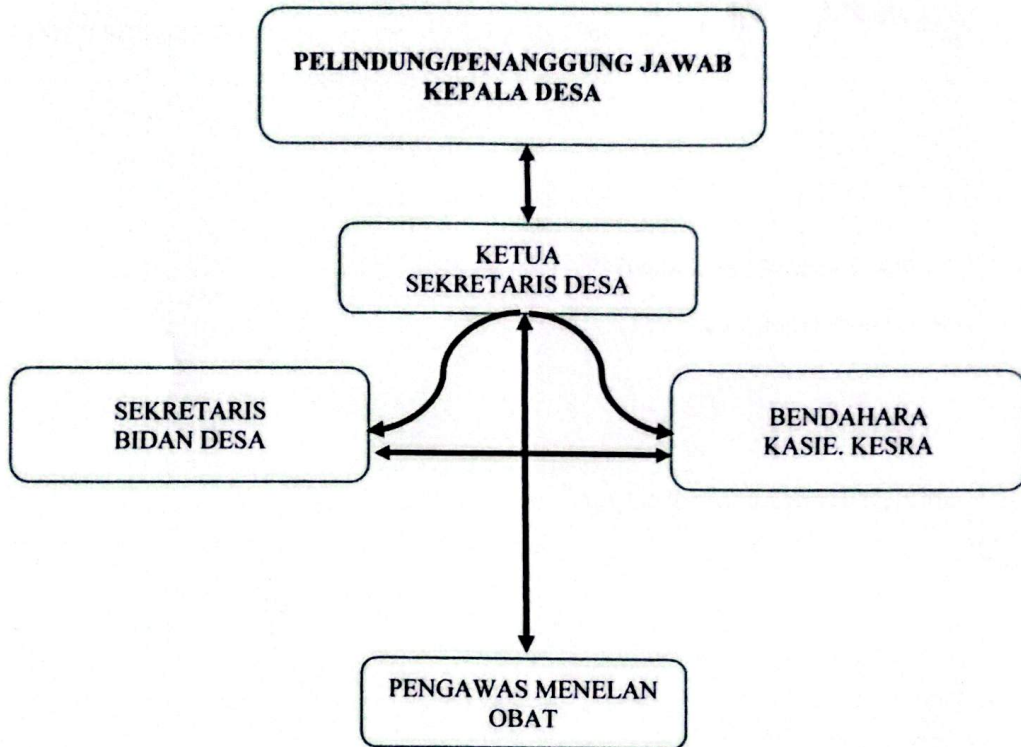 PELINDUNG/PENANGGUNG JAWAB
KEPALA DESA
KETUA
SEKRETARIS DESA
SEKRETARIS
BIDAN DESA
BENDAHARA
KASIE. KESRA
PENGAWAS MENELAN
OBAT